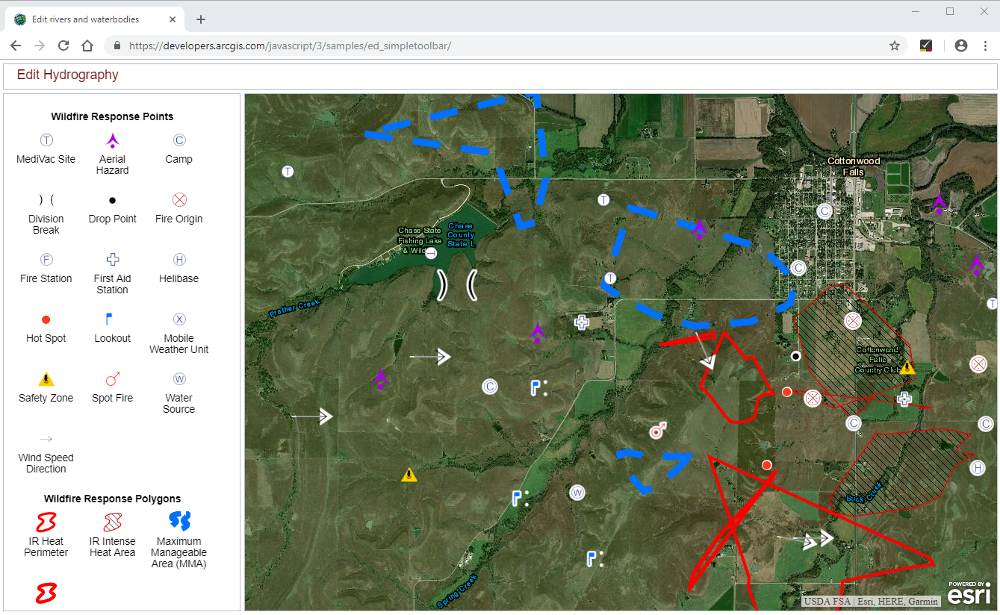 Edit rivers and waterbodies
https://developers.arcgis.com/javascript/3/samples/ed_simpletoolbar/
Edit Hydrography
Wildfire Response Points
T
C
MediVac Site
Aerial
Hazard
Camp
) (
Division
Break
Drop Point
Fire Origin
F
H
Fire Station
First Aid
Station
Helibase
X
Hot Spot
Lookout
Mobile
Weather Unit
W
Safety Zone
Spot Fire
Water
Source
Wind Speed
Direction
Wildfire Response Polygons
IR Heat
Perimeter
IR Intense
Heat Area
Maximum
Manageable
Area (MMA)
Cottonwood
Falls
T
T
C
Chase State
Fishing Lake
& Wild
Chase
County
State L
C
T
Prather Creek
T
Cottonwood
Falls
Country Club
C
C
C
H
W
Buck Creek
Spring Creek
POWERED BY
esri
USDA FSA | Esri, HERE, Garmin